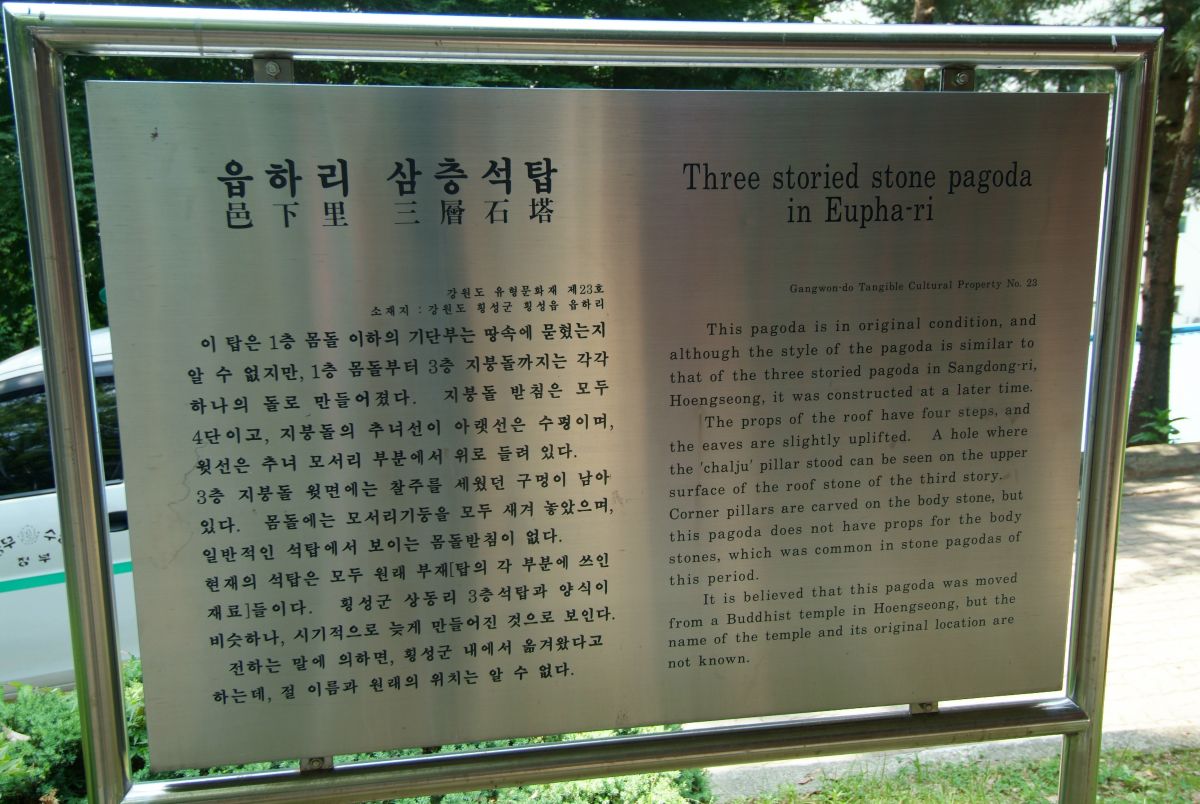 읍하리 삼층석탑
邑下里 三層石塔
강원도 유형문화재 제23호
소재지 : 강원도 횡성군 횡성읍 읍하리
이 탑은 1층 몸돌 이하의 기단부는 땅속에 묻혔는지
알 수 없지만, 1층 몸돌부터 3층 지붕돌까지는 각각
하나의 돌로 만들어졌다. 지붕돌 받침은 모두
4단이고, 지붕돌의 추녀선이 아랫선은 수평이며,
윗선은 추녀 모서리 부분에서 위로 들려 있다.
3층 지붕돌 윗면에는 찰주를 세웠던 구멍이 남아
있다. 몸돌에는 모서리기둥을 모두 새겨 놓았으며,
일반적인 석탑에서 보이는 몸돌받침이 없다.
현재의 석탑은 모두 원래 부재[탑의 각 부분에 쓰인
재료]들이다. 횡성군 상동리 3층석탑과 양식이
비슷하나, 시기적으로 늦게 만들어진 것으로 보인다.
전하는 말에 의하면, 횡성군 내에서 옮겨왔다고
하는데, 절 이름과 원래의 위치는 알 수 없다.
Three storied stone pagoda
in Eupha-ri
Gangwon-do Tangible Cultural Property No. 23
This pagoda is in original condition, and
although the style of the pagoda is similar to
that of the three storied pagoda in Sangdong-ri,
Hoengseong, it was constructed at a later time.
The props of the roof have four steps, and
the eaves are slightly uplifted. A hole where
the 'chalju' pillar stood can be seen on the upper
surface of the roof stone of the third story.
Corner pillars are carved on the body stone, but
this pagoda does not have props for the body
stones, which was common in stone pagodas of
this period.
It is believed that this pagoda was moved
from a Buddhist temple in Hoengseong, but the
name of the temple and its original location are
not known.